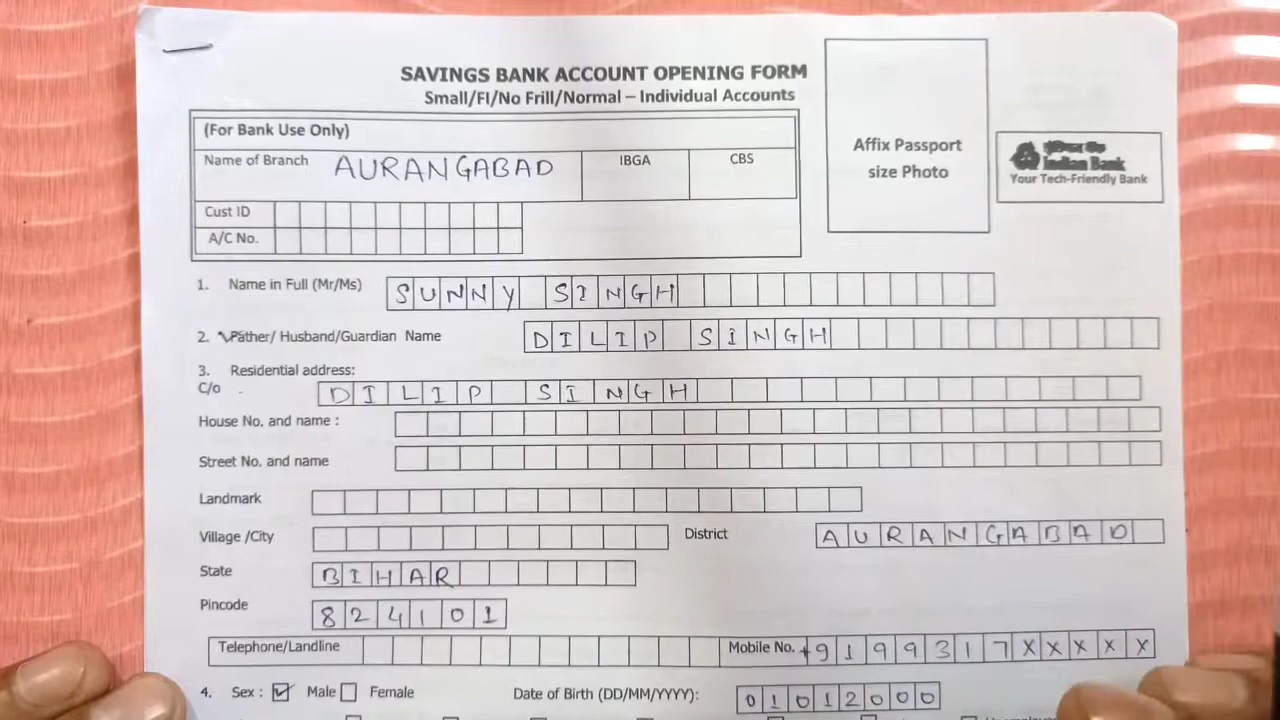 SAVINGS BANK ACCOUNT OPENING FORM
Small/FI/No Frill/Normal – Individual Accounts
(For Bank Use Only)
Name of Branch AURANGABAD IBGA CBS
Cust ID
A/C No.
Affix Passport
size Photo
Indian Bank
Your Tech-Friendly Bank
1. Name in Full (Mr/Ms) SUNNY SINGH
2. Father/ Husband/Guardian Name DILIP SINGH
3. Residential address:
C/o DILIP SINGH
House No. and name :
Street No. and name
Landmark
Village /City District AURANGABAD
State BIHAR
Pincode 824101
Telephone/Landline Mobile No. +9199317XXXXX
4. Sex : Male Female Date of Birth (DD/MM/YYYY): 01012000